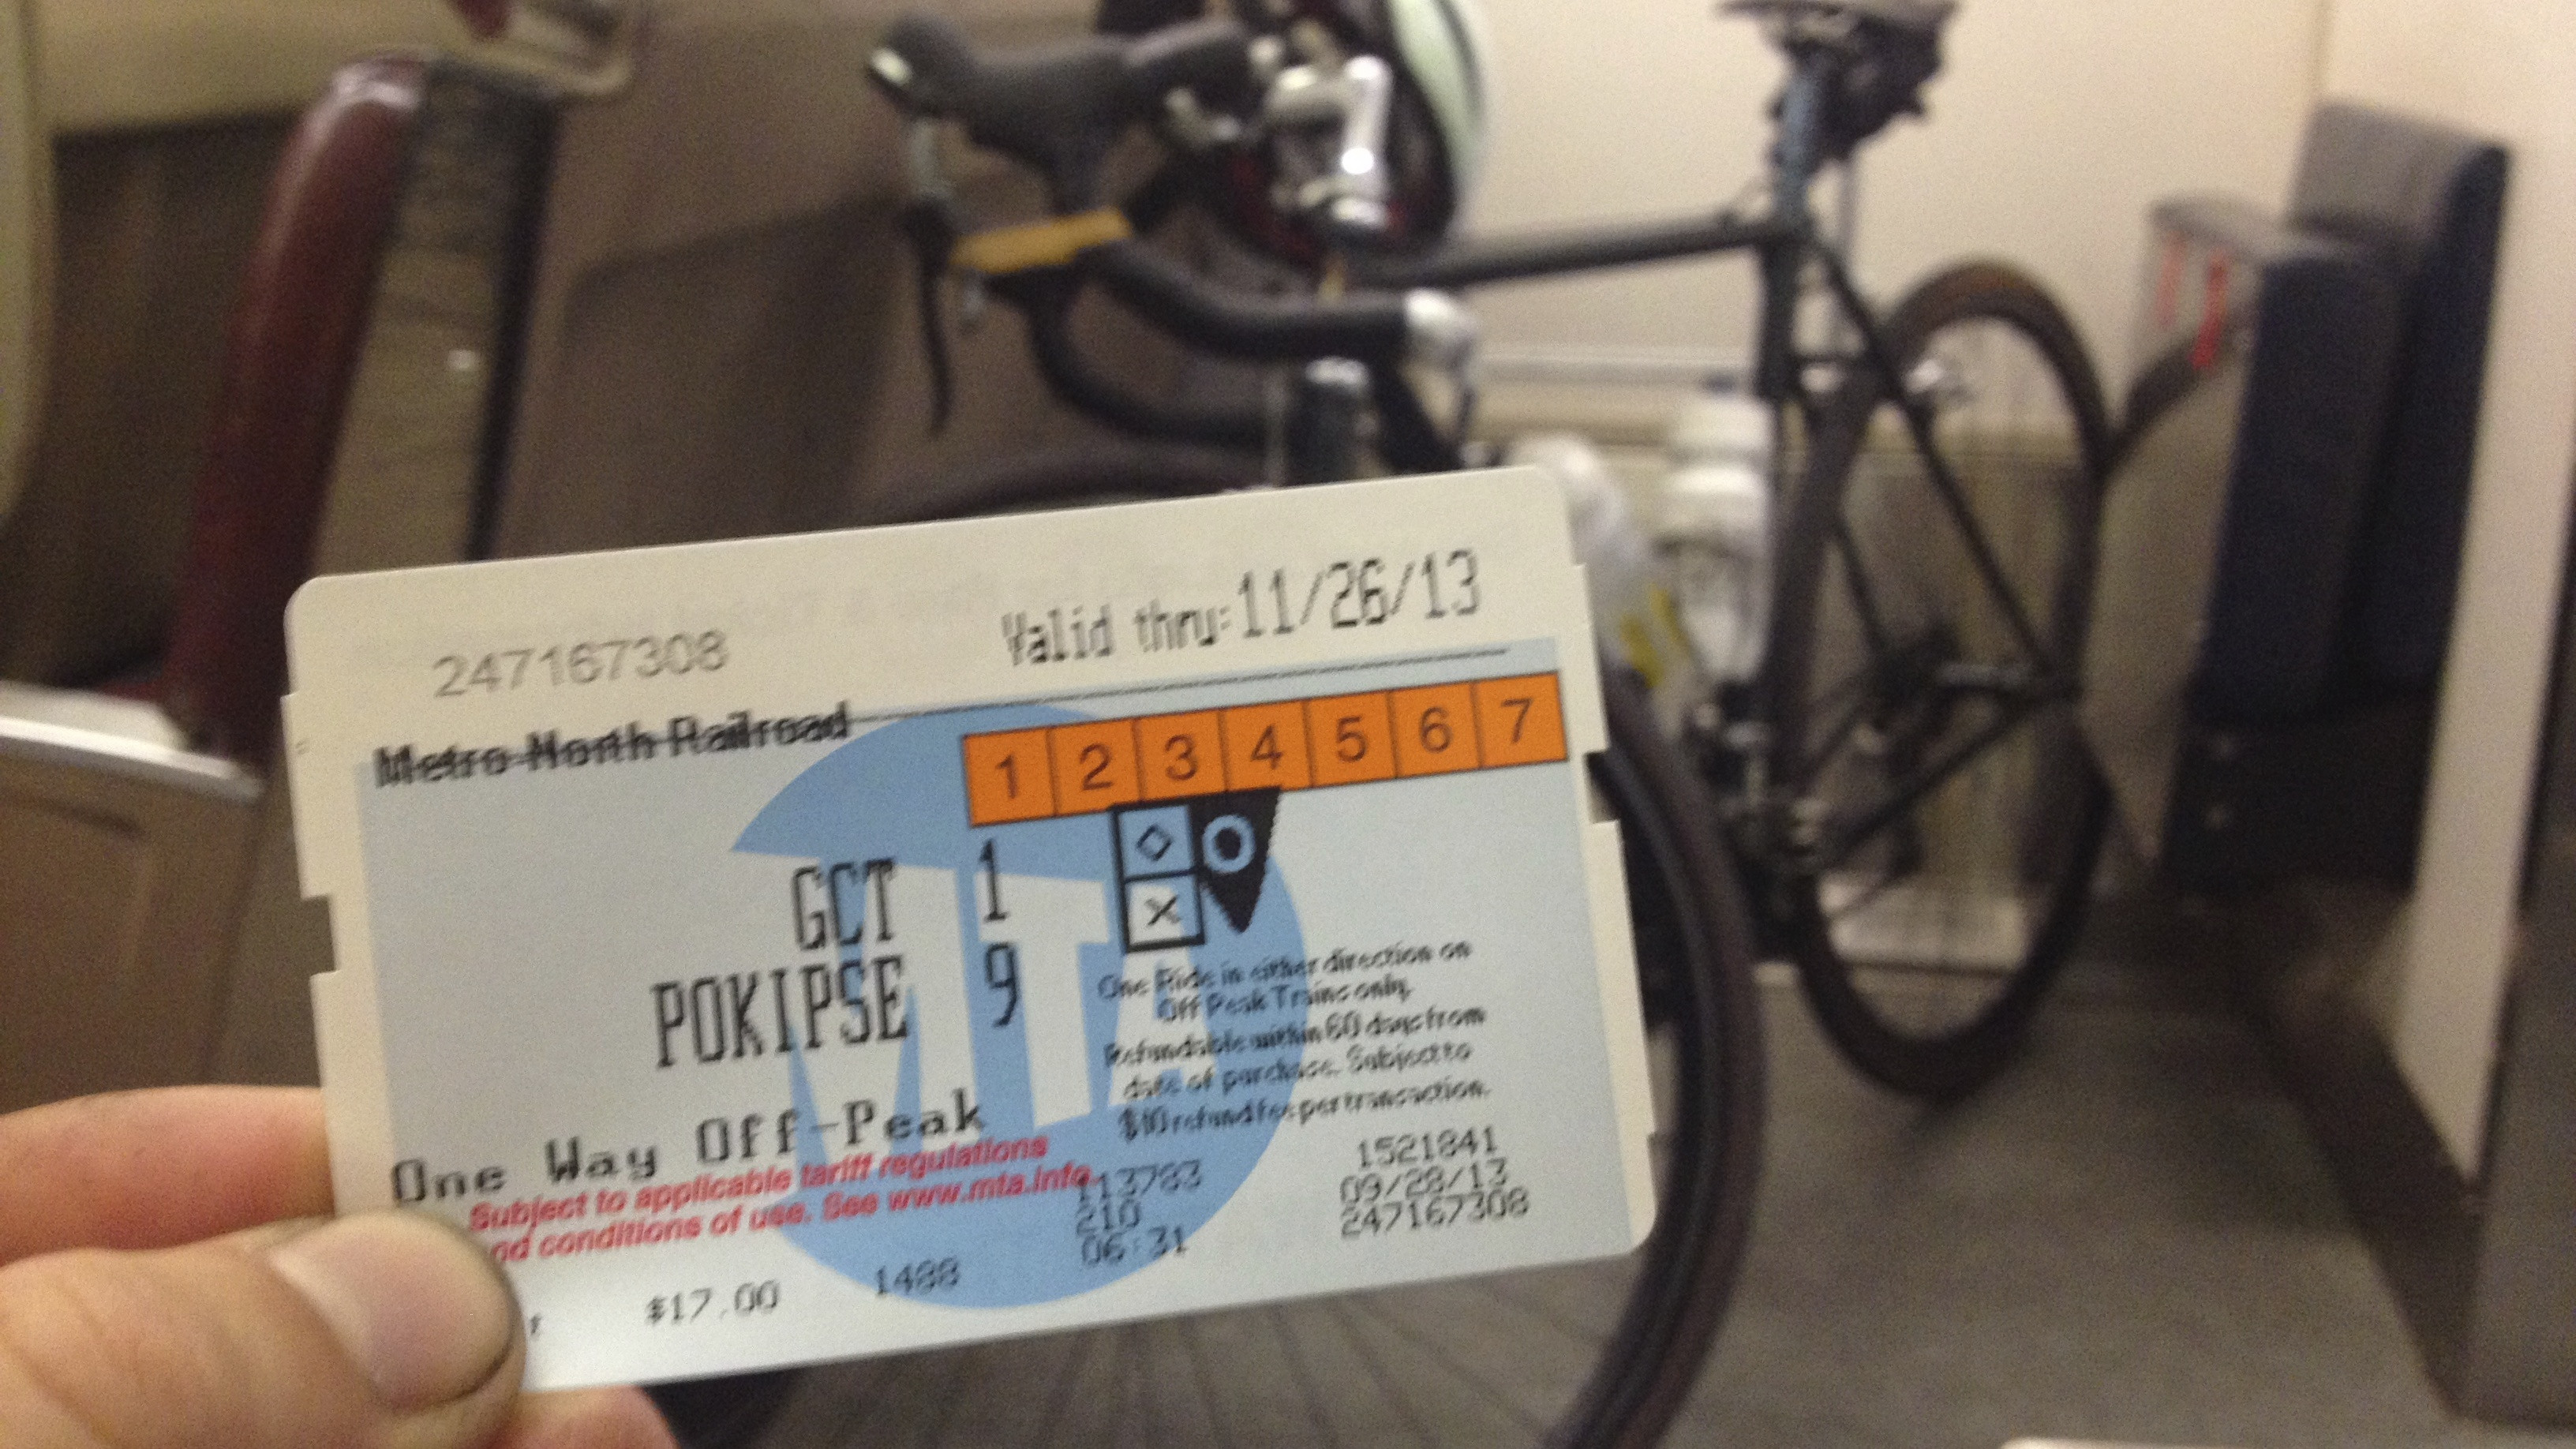 247167308
Valid thru: 11/26/13
Metro-North Railroad
1 2 3 4 5 6 7
GCT 1
POKIPSE 9
MTA
One Way Off-Peak
One Ride in either direction on
Off Peak Trains only.
Refundable within 60 days from
date of purchase. Subject to
$10 refund fee per transaction.
Subject to applicable tariff regulations
nd conditions of use. See www.mta.info
113783
210
06:31
1521841
09/28/13
247167308
$17.00
1488